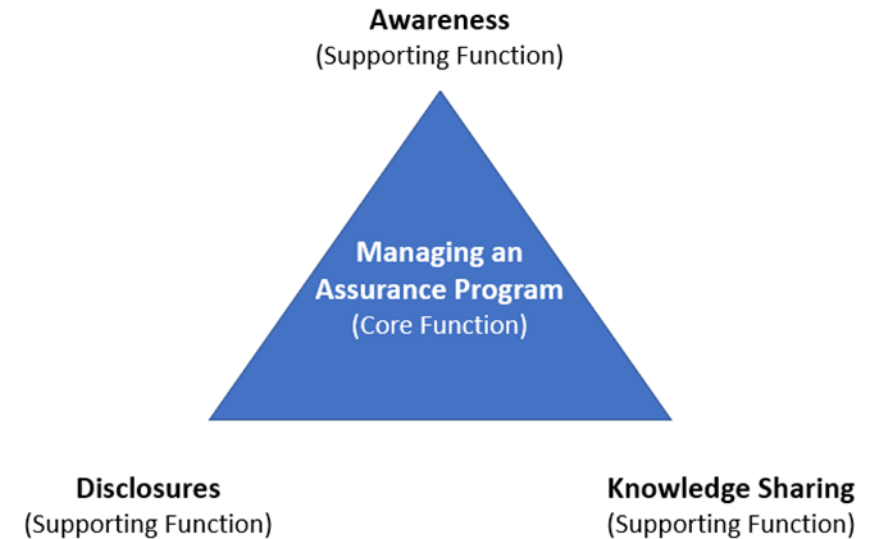 Awareness
(Supporting Function)
Managing an
Assurance Program
(Core Function)
Disclosures
(Supporting Function)
Knowledge Sharing
(Supporting Function)